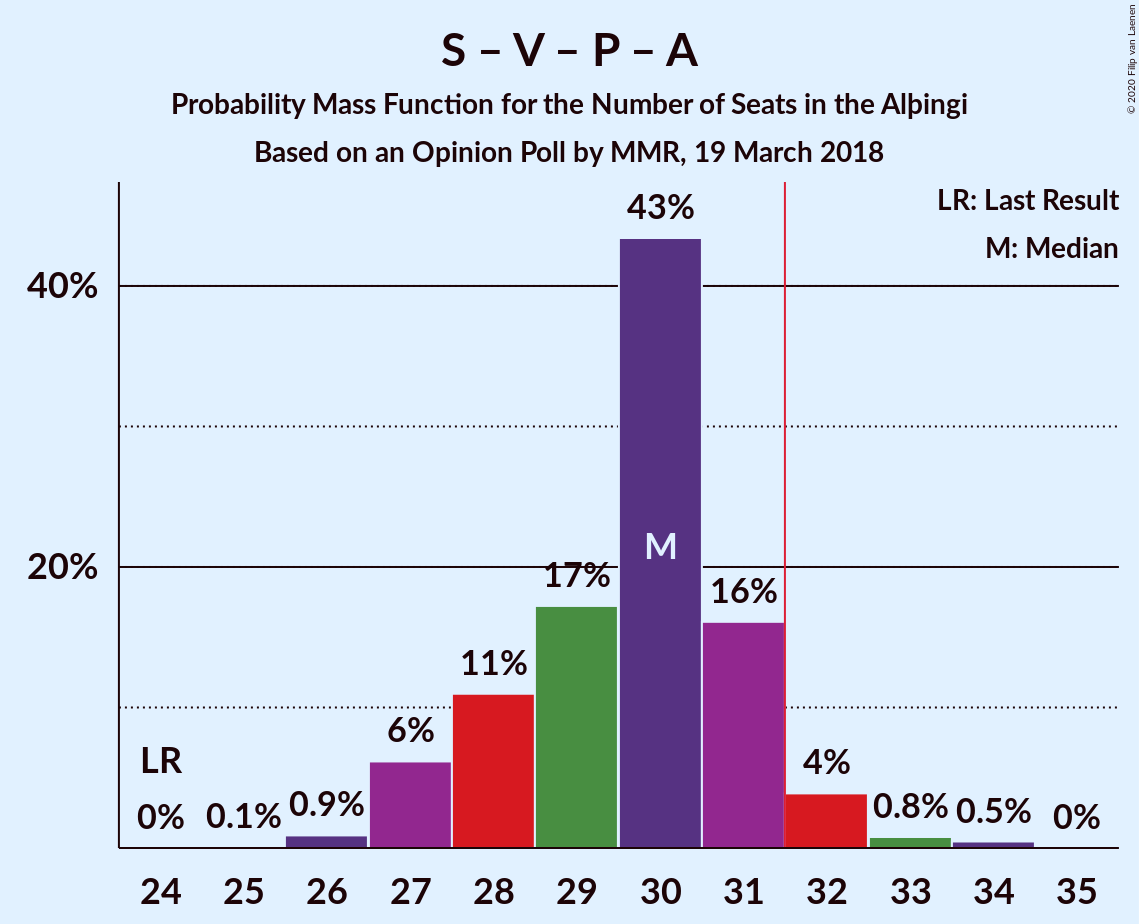 S – V – P – A
Probability Mass Function for the Number of Seats in the Alþingi
Based on an Opinion Poll by MMR, 19 March 2018
© 2020 Filip van Laenen
LR: Last Result
M: Median
43%
40%
M
20%
17%
16%
11%
6%
LR
4%
0%
0.1%
0.9%
0.8%
0.5%
0%
24 25 26 27 28 29 30 31 32 33 34 35